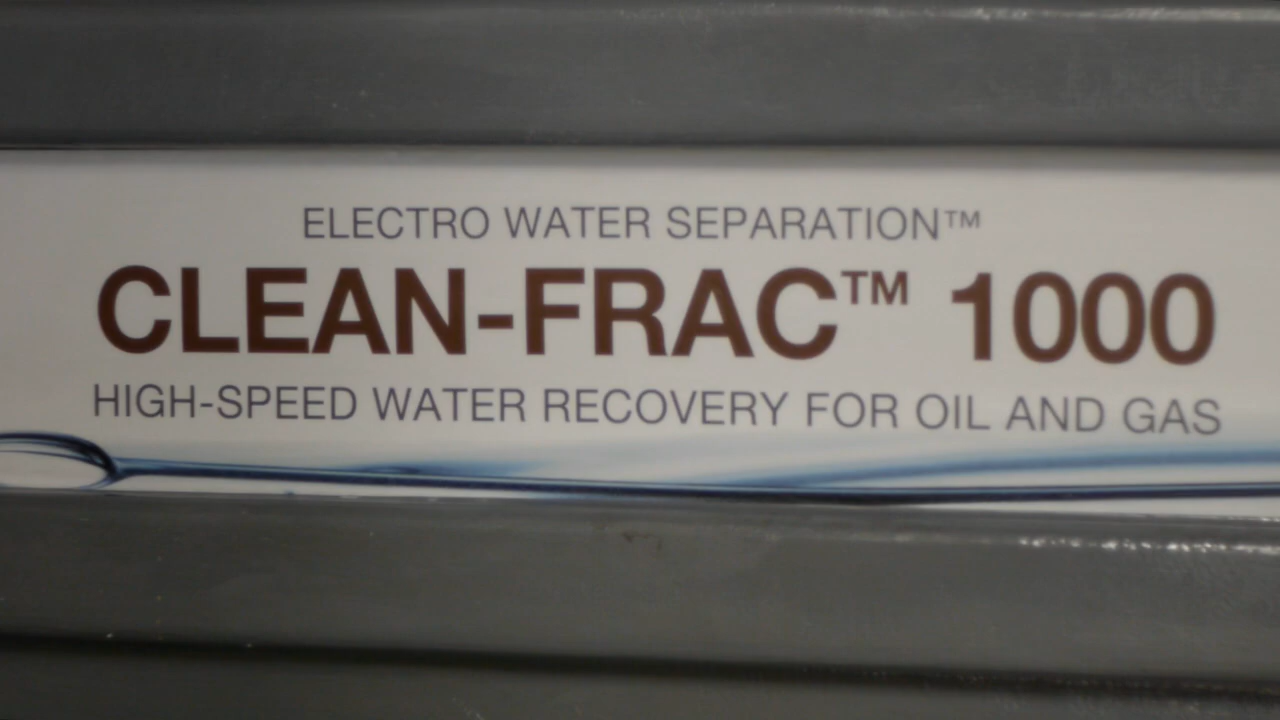 ELECTRO WATER SEPARATION™
CLEAN-FRAC™ 1000
HIGH-SPEED WATER RECOVERY FOR OIL AND GAS